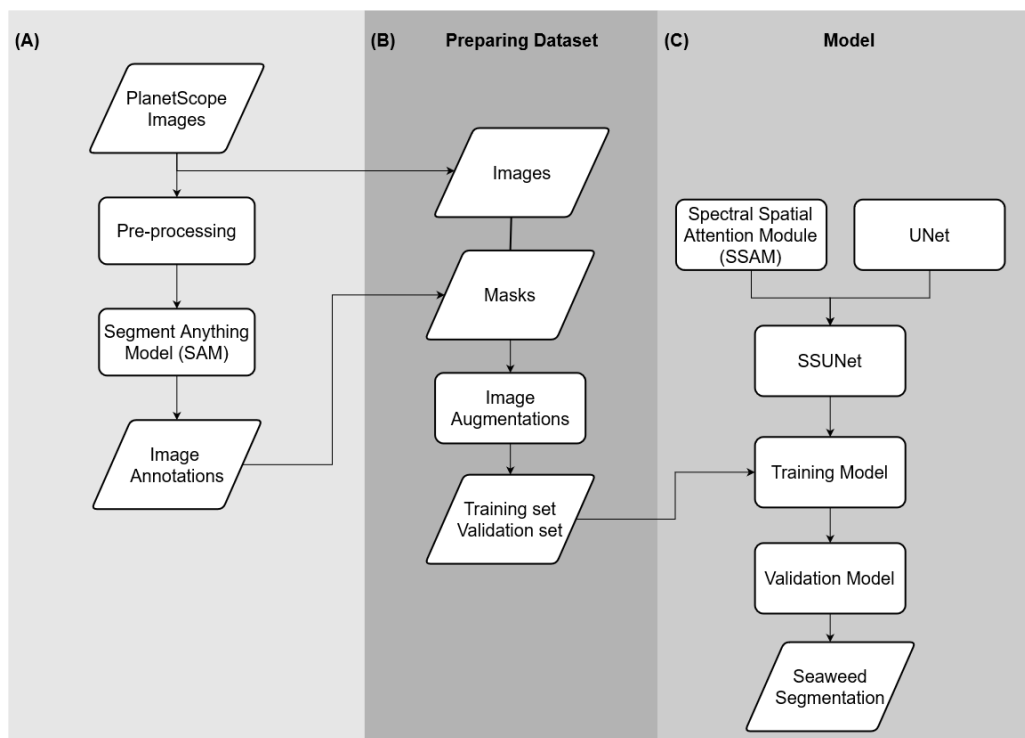 (A)
PlanetScope
Images
Pre-processing
Segment Anything
Model (SAM)
Image
Annotations
(B)
Preparing Dataset
Images
Masks
Image
Augmentations
Training set
Validation set
(C)
Model
Spectral Spatial
Attention Module
(SSAM)
UNet
SSUNet
Training Model
Validation Model
Seaweed
Segmentation